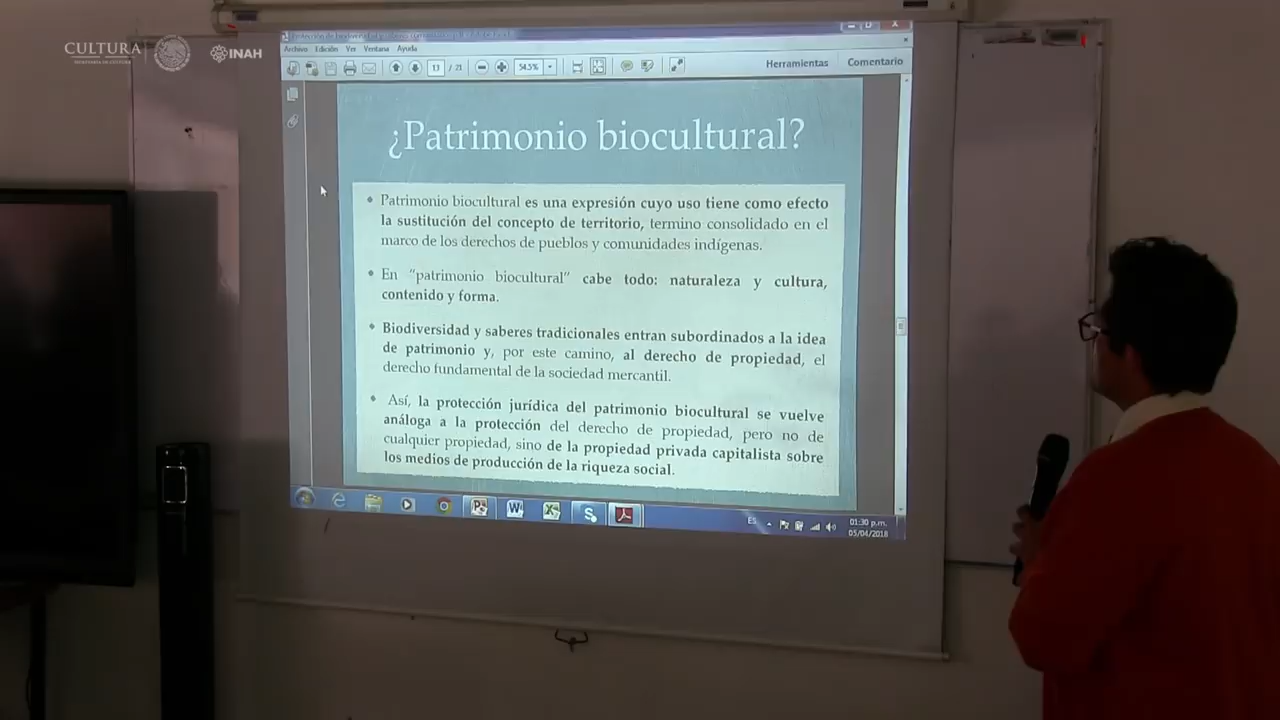 CULTURA
INAH
Archivo Edición Ver Ventana Ayuda
13 / 21 54.5% Herramientas Comentario
¿Patrimonio biocultural?
• Patrimonio biocultural es una expresión cuyo uso tiene como efecto
la sustitución del concepto de territorio, termino consolidado en el
marco de los derechos de pueblos y comunidades indígenas.
• En “patrimonio biocultural” cabe todo: naturaleza y cultura,
contenido y forma.
• Biodiversidad y saberes tradicionales entran subordinados a la idea
de patrimonio y, por este camino, al derecho de propiedad, el
derecho fundamental de la sociedad mercantil.
• Así, la protección jurídica del patrimonio biocultural se vuelve
análoga a la protección del derecho de propiedad, pero no de
cualquier propiedad, sino de la propiedad privada capitalista sobre
los medios de producción de la riqueza social.
ES 01:30 p.m.
05/04/2018